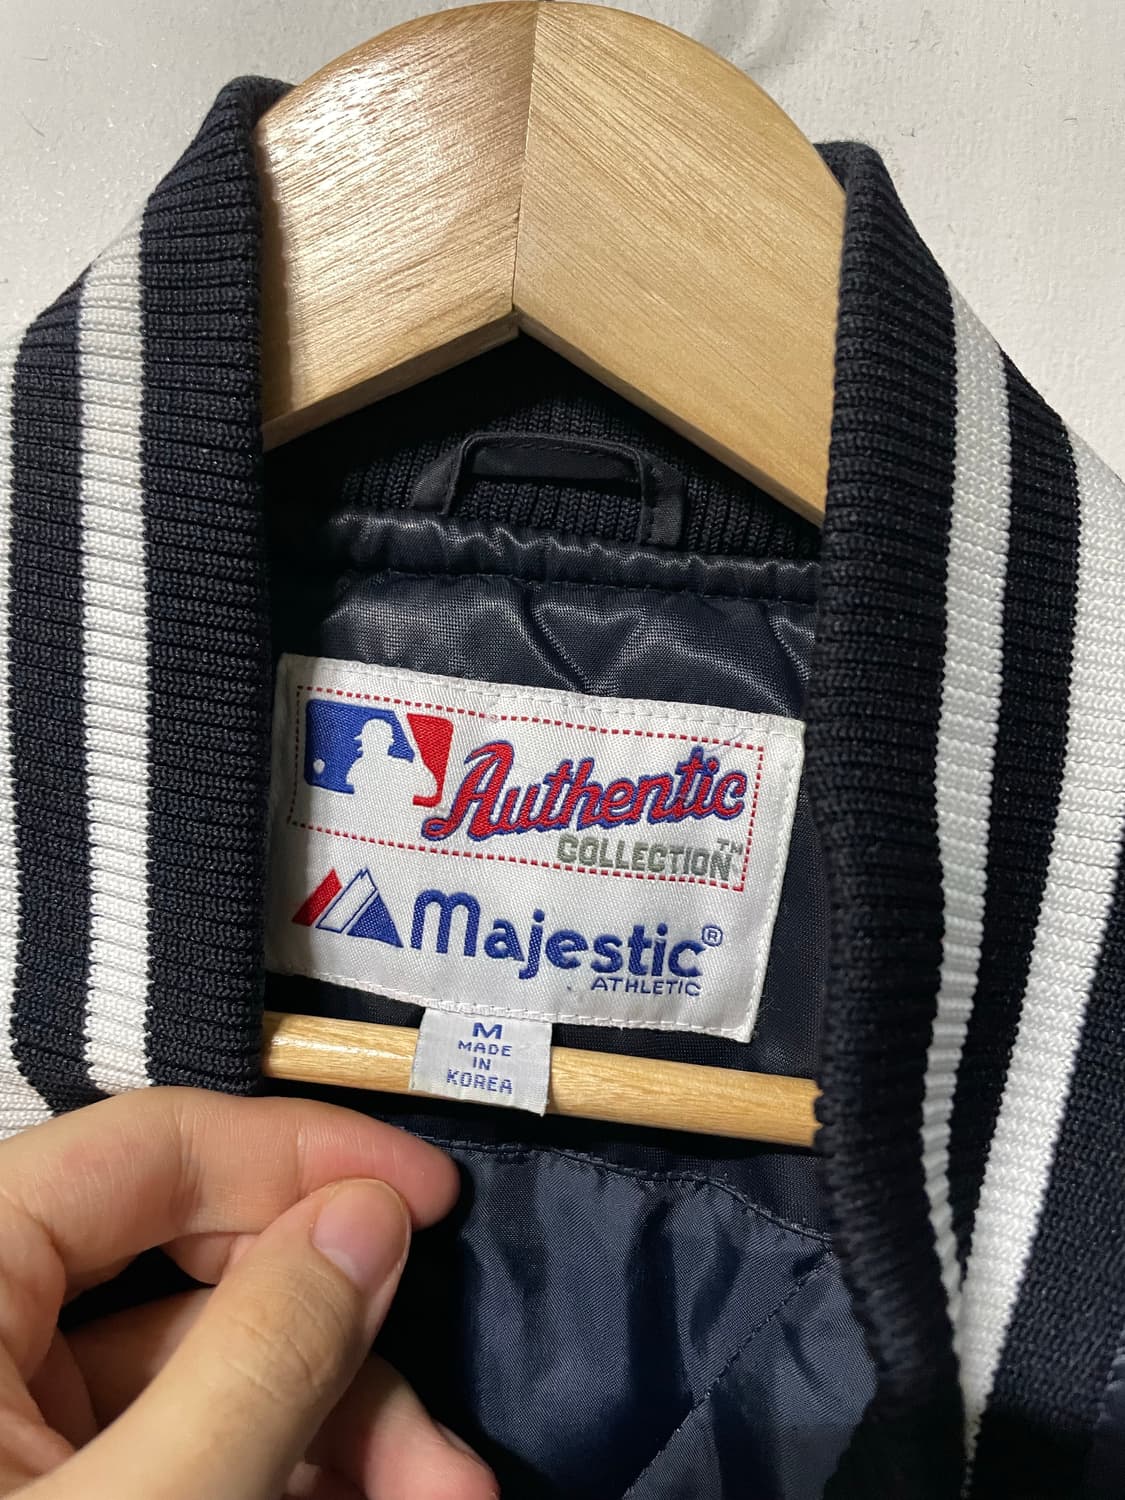 Authentic
COLLECTION™
Majestic®
ATHLETIC
M
MADE
IN
KOREA